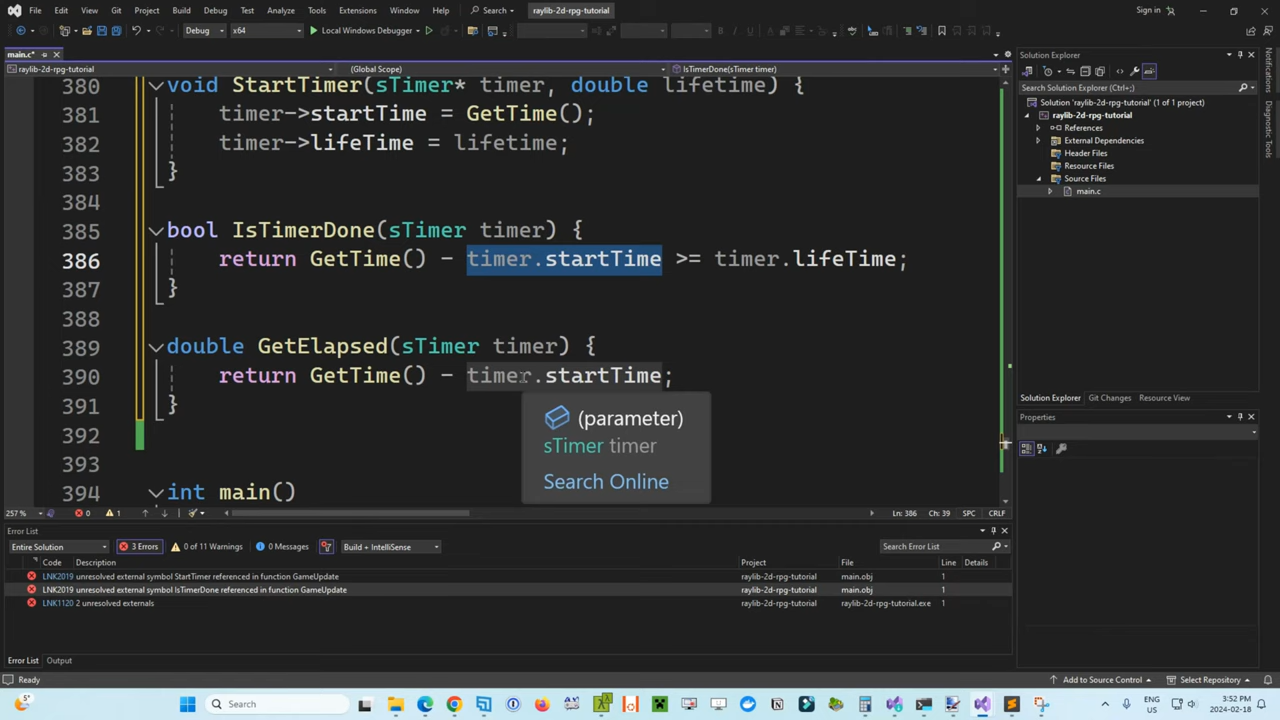 File Edit View Git Project Build Debug Test Analyze Tools Extensions Window Help Search raylib-2d-rpg-tutorial Sign in
Debug x64 Local Windows Debugger Live Share
main.c*
raylib-2d-rpg-tutorial (Global Scope) IsTimerDone(sTimer timer)
380 void StartTimer(sTimer* timer, double lifetime) {
381 timer->startTime = GetTime();
382 timer->lifeTime = lifetime;
383 }
384
385 bool IsTimerDone(sTimer timer) {
386 return GetTime() - timer.startTime >= timer.lifeTime;
387 }
388
389 double GetElapsed(sTimer timer) {
390 return GetTime() - timer.startTime;
391 }
392
393
394 int main()
(parameter)
sTimer timer
Search Online
257 % 0 1 Ln: 386 Ch: 39 SPC CRLF
Error List
Entire Solution 3 Errors 0 of 11 Warnings 0 Messages Build + IntelliSense Search Error List
Code Description Project File Line Details
LNK2019 unresolved external symbol StartTimer referenced in function GameUpdate raylib-2d-rpg-tutorial main.obj 1
LNK2019 unresolved external symbol IsTimerDone referenced in function GameUpdate raylib-2d-rpg-tutorial main.obj 1
LNK1120 2 unresolved externals raylib-2d-rpg-tutorial raylib-2d-rpg-tutorial.exe 1
Error List Output
Solution Explorer
Search Solution Explorer (Ctrl+;)
Solution 'raylib-2d-rpg-tutorial' (1 of 1 project)
raylib-2d-rpg-tutorial
References
External Dependencies
Header Files
Resource Files
Source Files
main.c
Solution Explorer Git Changes Resource View
Properties
Notifications
Diagnostic Tools
Ready Add to Source Control Select Repository
5° Search ENG US 3:52 PM 2024-02-18